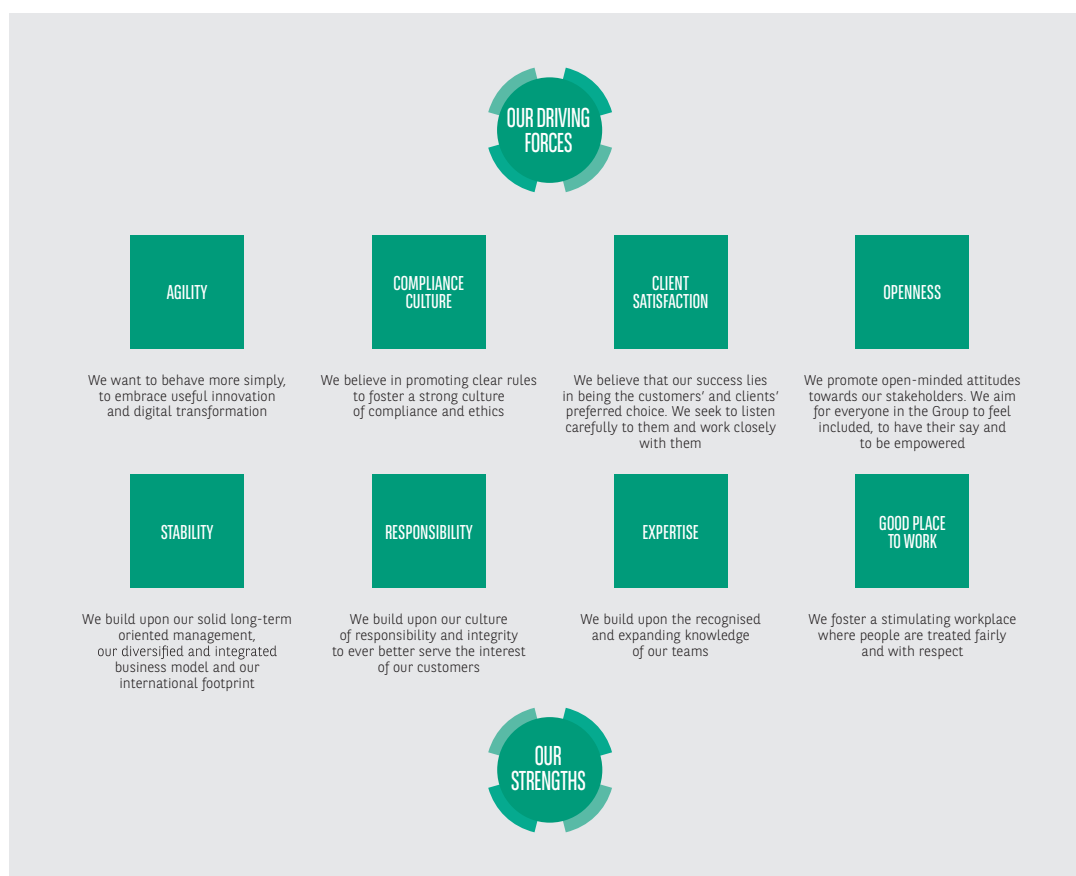 OUR DRIVING
FORCES
AGILITY
COMPLIANCE
CULTURE
CLIENT
SATISFACTION
OPENNESS
We want to behave more simply,
to embrace useful innovation
and digital transformation
We believe in promoting clear rules
to foster a strong culture
of compliance and ethics
We believe that our success lies
in being the customers’ and clients’
preferred choice. We seek to listen
carefully to them and work closely
with them
We promote open-minded attitudes
towards our stakeholders. We aim
for everyone in the Group to feel
included, to have their say and
to be empowered
STABILITY
RESPONSIBILITY
EXPERTISE
GOOD PLACE
TO WORK
We build upon our solid long-term
oriented management,
our diversified and integrated
business model and our
international footprint
We build upon our culture
of responsibility and integrity
to ever better serve the interest
of our customers
We build upon the recognised
and expanding knowledge
of our teams
We foster a stimulating workplace
where people are treated fairly
and with respect
OUR
STRENGTHS